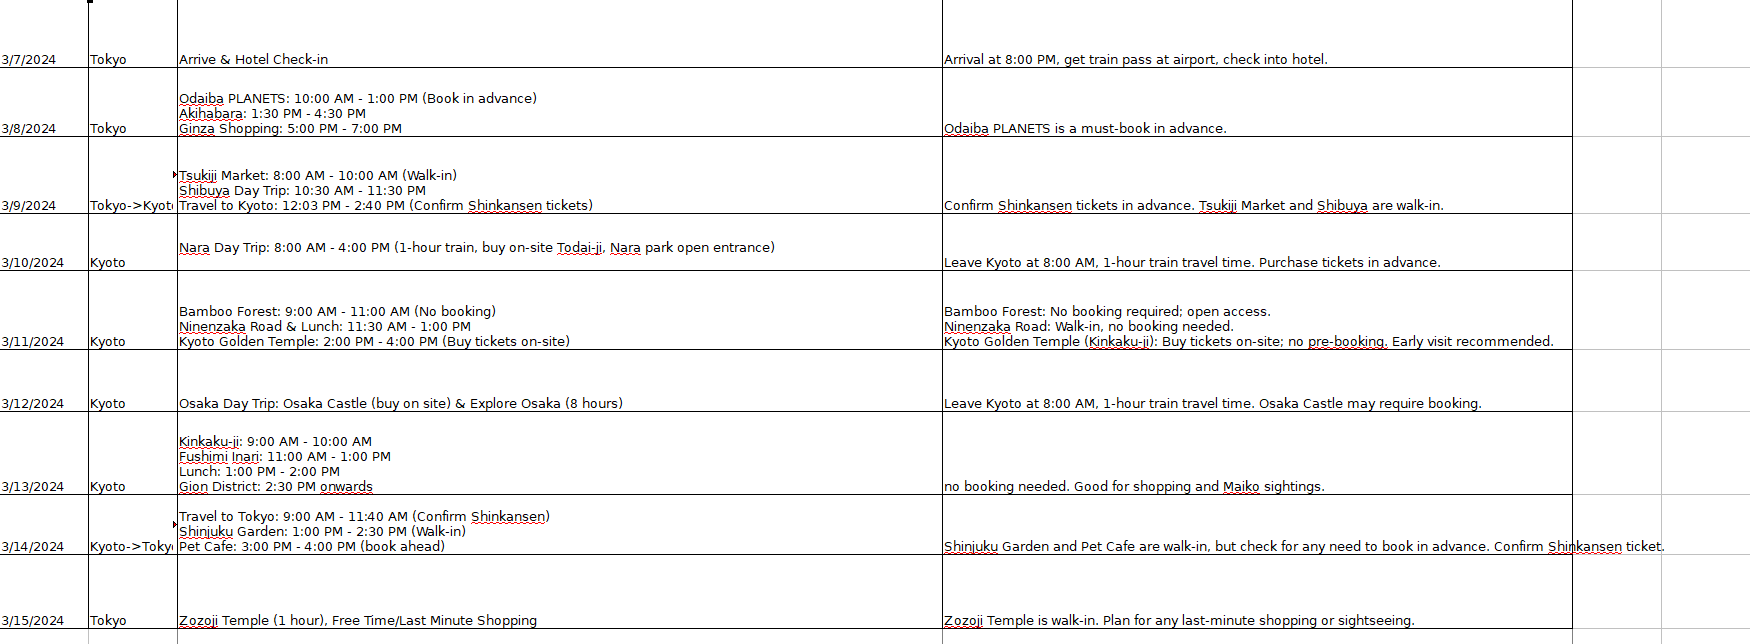 3/7/2024 Tokyo Arrive & Hotel Check-in Arrival at 8:00 PM, get train pass at airport, check into hotel.
Odaiba PLANETS: 10:00 AM - 1:00 PM (Book in advance)
Akihabara: 1:30 PM - 4:30 PM
3/8/2024 Tokyo Ginza Shopping: 5:00 PM - 7:00 PM Odaiba PLANETS is a must-book in advance.
Tsukiji Market: 8:00 AM - 10:00 AM (Walk-in)
Shibuya Day Trip: 10:30 AM - 11:30 PM
3/9/2024 Tokyo->Kyoto Travel to Kyoto: 12:03 PM - 2:40 PM (Confirm Shinkansen tickets) Confirm Shinkansen tickets in advance. Tsukiji Market and Shibuya are walk-in.
Nara Day Trip: 8:00 AM - 4:00 PM (1-hour train, buy on-site Todai-ji, Nara park open entrance)
3/10/2024 Kyoto Leave Kyoto at 8:00 AM, 1-hour train travel time. Purchase tickets in advance.
Bamboo Forest: 9:00 AM - 11:00 AM (No booking) Bamboo Forest: No booking required; open access.
Ninenzaka Road & Lunch: 11:30 AM - 1:00 PM Ninenzaka Road: Walk-in, no booking needed.
3/11/2024 Kyoto Kyoto Golden Temple: 2:00 PM - 4:00 PM (Buy tickets on-site) Kyoto Golden Temple (Kinkaku-ji): Buy tickets on-site; no pre-booking. Early visit recommended.
3/12/2024 Kyoto Osaka Day Trip: Osaka Castle (buy on site) & Explore Osaka (8 hours) Leave Kyoto at 8:00 AM, 1-hour train travel time. Osaka Castle may require booking.
Kinkaku-ji: 9:00 AM - 10:00 AM
Fushimi Inari: 11:00 AM - 1:00 PM
Lunch: 1:00 PM - 2:00 PM
3/13/2024 Kyoto Gion District: 2:30 PM onwards no booking needed. Good for shopping and Maiko sightings.
Travel to Tokyo: 9:00 AM - 11:40 AM (Confirm Shinkansen)
Shinjuku Garden: 1:00 PM - 2:30 PM (Walk-in)
3/14/2024 Kyoto->Toky Pet Cafe: 3:00 PM - 4:00 PM (book ahead) Shinjuku Garden and Pet Cafe are walk-in, but check for any need to book in advance. Confirm Shinkansen ticket.
3/15/2024 Tokyo Zozoji Temple (1 hour), Free Time/Last Minute Shopping Zozoji Temple is walk-in. Plan for any last-minute shopping or sightseeing.